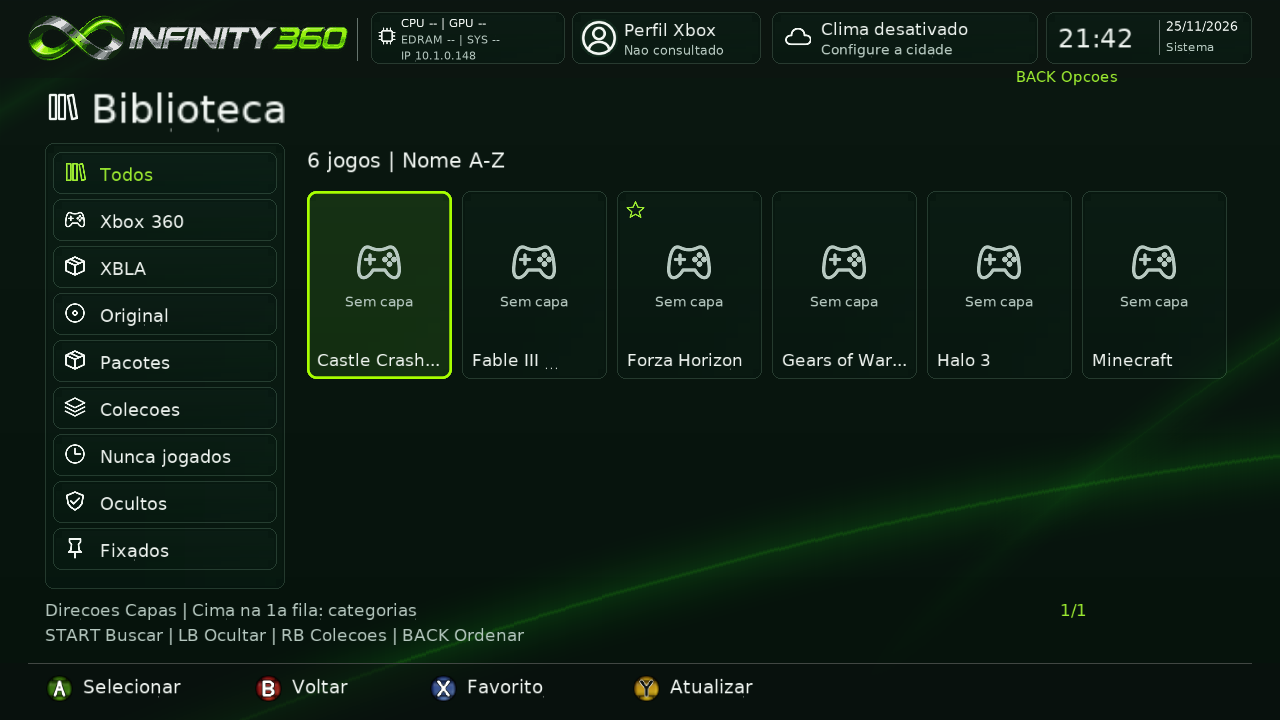 INFINITY 360
CPU -- | GPU --
EDRAM -- | SYS --
IP 10.1.0.148
Perfil Xbox
Nao consultado
Clima desativado
Configure a cidade
21:42
25/11/2026
Sistema
BACK Opcoes
Biblioteca
Todos
Xbox 360
XBLA
Original
Pacotes
Colecoes
Nunca jogados
Ocultos
Fixados
6 jogos | Nome A-Z
Sem capa
Castle Crash...
Sem capa
Fable III ...
Sem capa
Forza Horizon
Sem capa
Gears of War...
Sem capa
Halo 3
Sem capa
Minecraft
Direcoes Capas | Cima na 1a fila: categorias
1/1
START Buscar | LB Ocultar | RB Colecoes | BACK Ordenar
A Selecionar
B Voltar
X Favorito
Y Atualizar